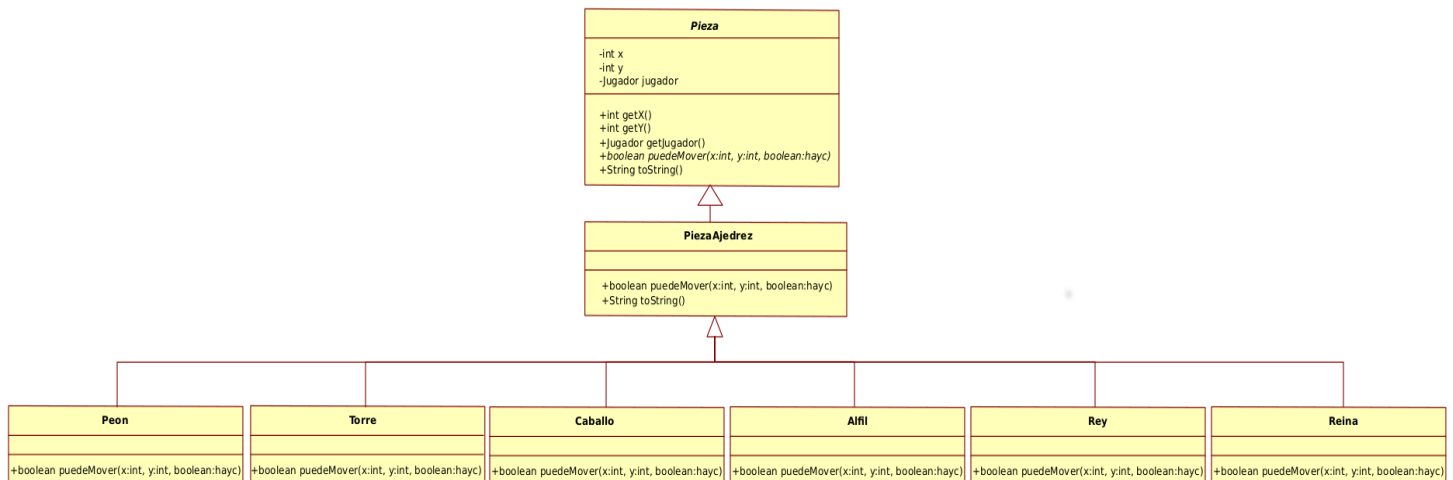 Pieza
-int x
-int y
-Jugador jugador
+int getX()
+int getY()
+Jugador getJugador()
+boolean puedeMover(x:int, y:int, boolean:hayc)
+String toString()
PiezaAjedrez
+boolean puedeMover(x:int, y:int, boolean:hayc)
+String toString()
Peon
+boolean puedeMover(x:int, y:int, boolean:hayc)
Torre
+boolean puedeMover(x:int, y:int, boolean:hayc)
Caballo
+boolean puedeMover(x:int, y:int, boolean:hayc)
Alfil
+boolean puedeMover(x:int, y:int, boolean:hayc)
Rey
+boolean puedeMover(x:int, y:int, boolean:hayc)
Reina
+boolean puedeMover(x:int, y:int, boolean:hayc)